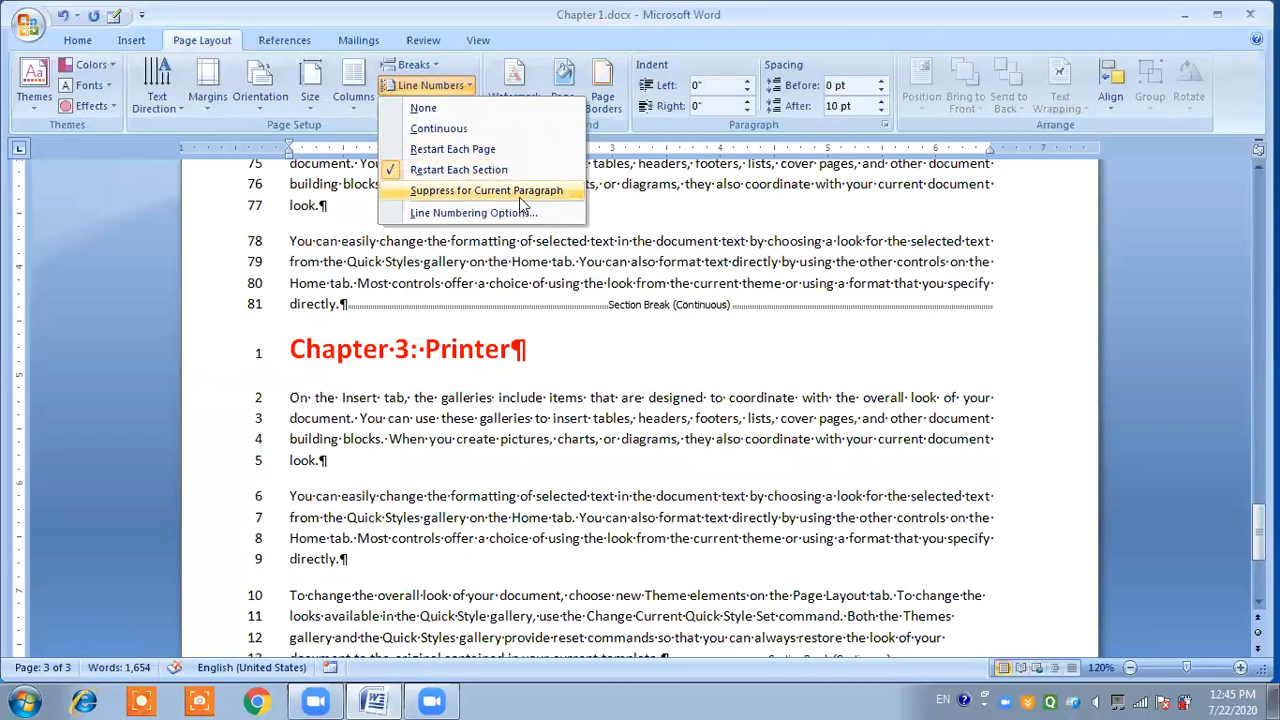 Chapter1.docx - Microsoft Word
Home Insert Page Layout References Mailings Review View
Themes
Colors
Fonts
Effects
Themes
Text Direction
Margins
Orientation
Size
Columns
Breaks
Line Numbers
Page Setup
Page Borders
Indent
Left: 0"
Right: 0"
Spacing
Before: 0 pt
After: 10 pt
Paragraph
Position
Bring to Front
Send to Back
Text Wrapping
Align
Group
Rotate
Arrange
None
Continuous
Restart Each Page
Restart Each Section
Suppress for Current Paragraph
Line Numbering Options...
75 document. You tables, headers, footers, lists, cover pages, and other document
76 building blocks , they also coordinate with your current document
77 look.¶
78 You can easily change the formatting of selected text in the document text by choosing a look for the selected text
79 from the Quick Styles gallery on the Home tab. You can also format text directly by using the other controls on the
80 Home tab. Most controls offer a choice of using the look from the current theme or using a format that you specify
81 directly.¶ Section Break (Continuous)
1 Chapter 3: Printer¶
2 On the Insert tab, the galleries include items that are designed to coordinate with the overall look of your
3 document. You can use these galleries to insert tables, headers, footers, lists, cover pages, and other document
4 building blocks. When you create pictures, charts, or diagrams, they also coordinate with your current document
5 look.¶
6 You can easily change the formatting of selected text in the document text by choosing a look for the selected text
7 from the Quick Styles gallery on the Home tab. You can also format text directly by using the other controls on the
8 Home tab. Most controls offer a choice of using the look from the current theme or using a format that you specify
9 directly.¶
10 To change the overall look of your document, choose new Theme elements on the Page Layout tab. To change the
11 looks available in the Quick Style gallery, use the Change Current Quick Style Set command. Both the Themes
12 gallery and the Quick Styles gallery provide reset commands so that you can always restore the look of your
document to the original contained in your current template.¶
Page: 3 of 3 Words: 1,654 English (United States) 120%
EN 12:45 PM
7/22/2020